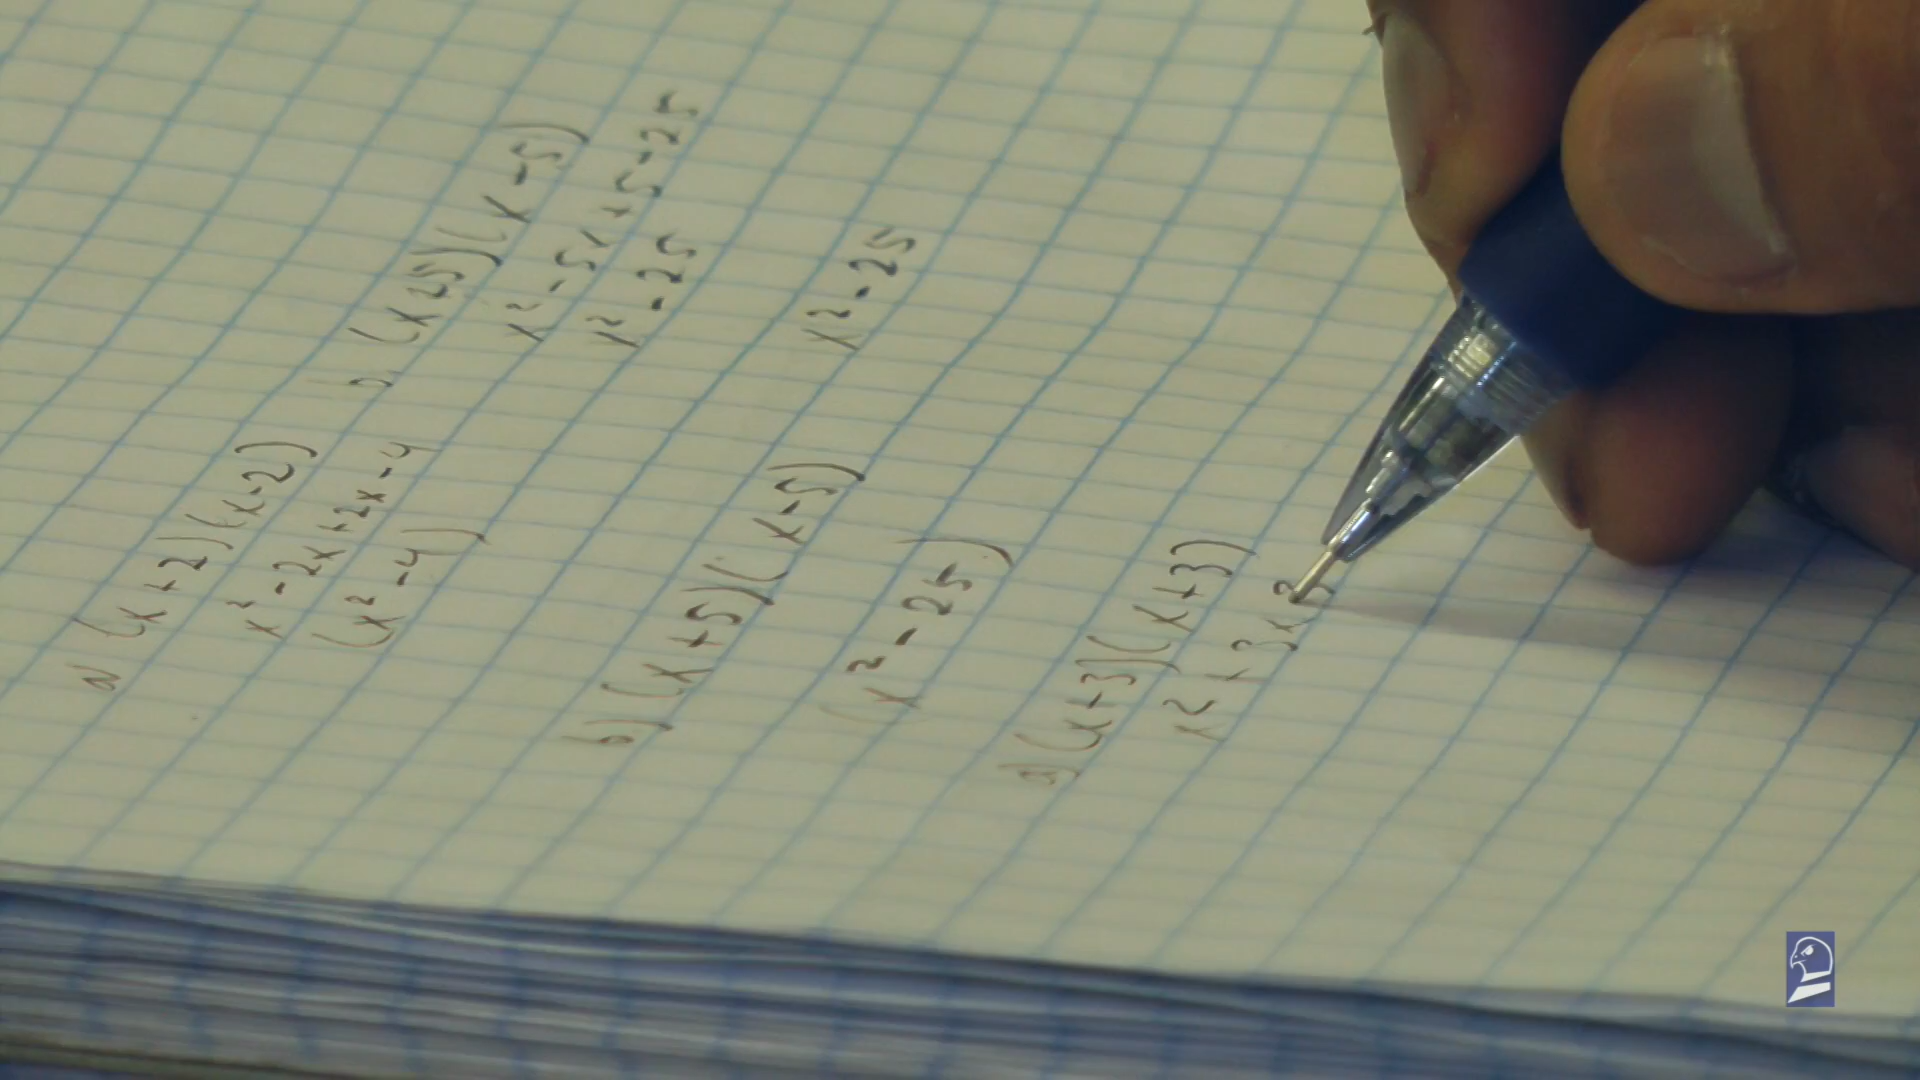 a) (x+2)(x-2)
x² - 2x + 2x - 4
(x² - 4)
b. (x+5)(x-5)
x² - 5x + 5 - 25
x² - 25
b) (x+5)(x-5)
(x² - 25)
x² - 25
a) (x+3)(x+3)
x² + 3x